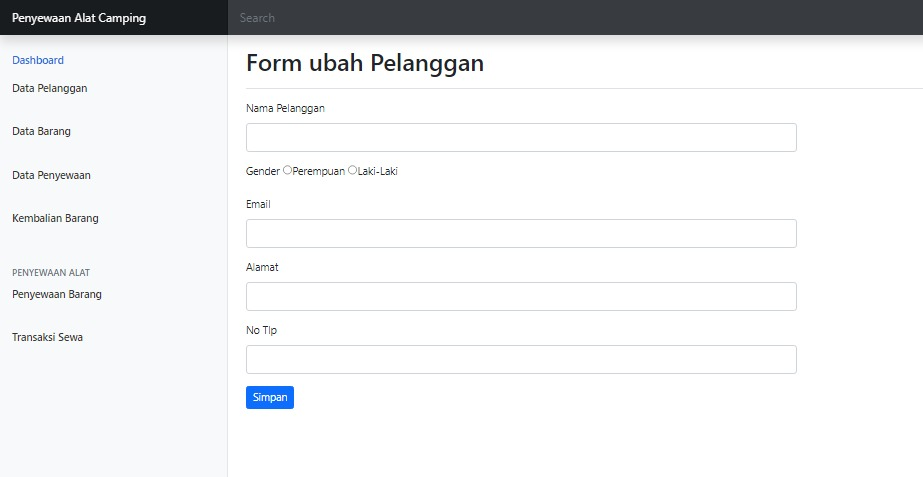 Penyewaan Alat Camping
Search
Dashboard
Data Pelanggan
Data Barang
Data Penyewaan
Kembalian Barang
PENYEWAAN ALAT
Penyewaan Barang
Transaksi Sewa
Form ubah Pelanggan
Nama Pelanggan
Gender Perempuan Laki-Laki
Email
Alamat
No Tlp
Simpan